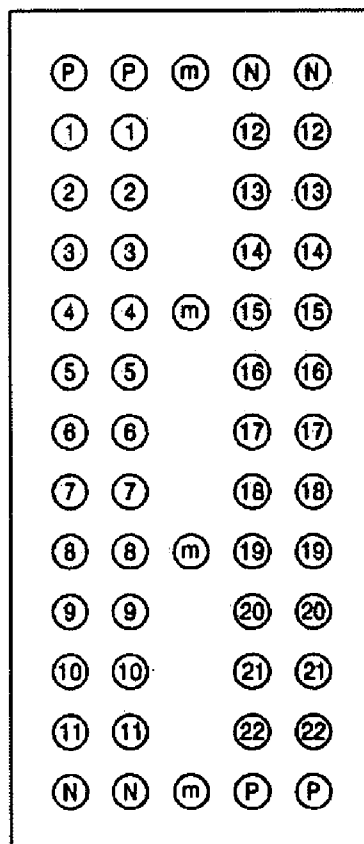 P P m N N
1 1 12 12
2 2 13 13
3 3 14 14
4 4 m 15 15
5 5 16 16
6 6 17 17
7 7 18 18
8 8 m 19 19
9 9 20 20
10 10 21 21
11 11 22 22
N N m P P